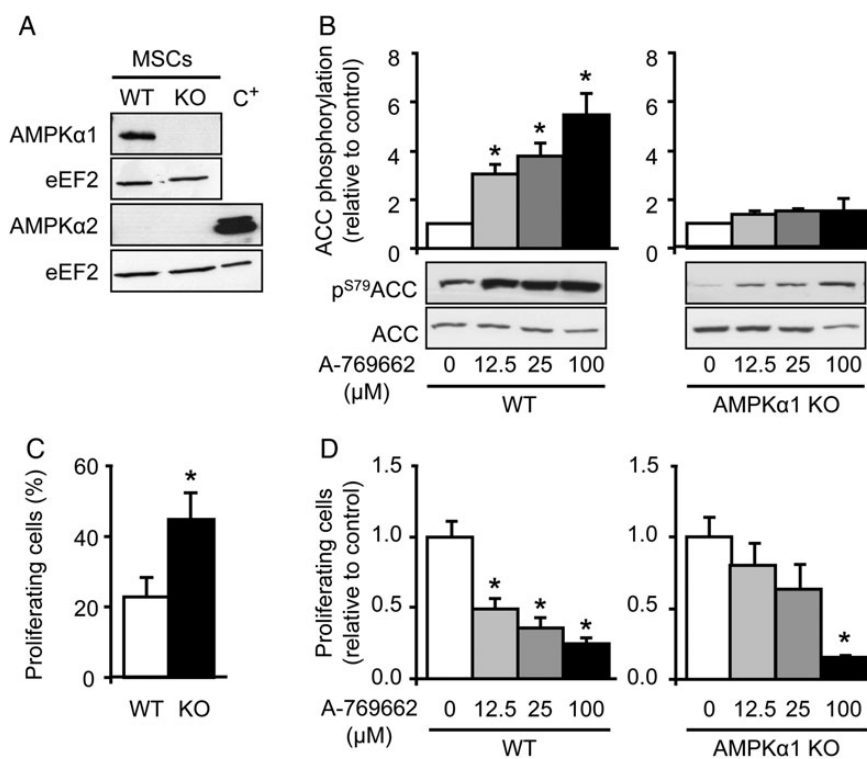 A
MSCs
WT KO C+
AMPKα1
eEF2
AMPKα2
eEF2
B
ACC phosphorylation
(relative to control)
8
6
4
2
0
* * *
8
6
4
2
0
pS79ACC
ACC
A-769662
(μM)
0 12.5 25 100
WT
0 12.5 25 100
AMPKα1 KO
C
Proliferating cells (%)
60
40
20
0
*
WT KO
D
Proliferating cells
(relative to control)
1.5
1.0
0.5
0.0
* * *
1.5
1.0
0.5
0.0
*
A-769662
(μM)
0 12.5 25 100
WT
0 12.5 25 100
AMPKα1 KO